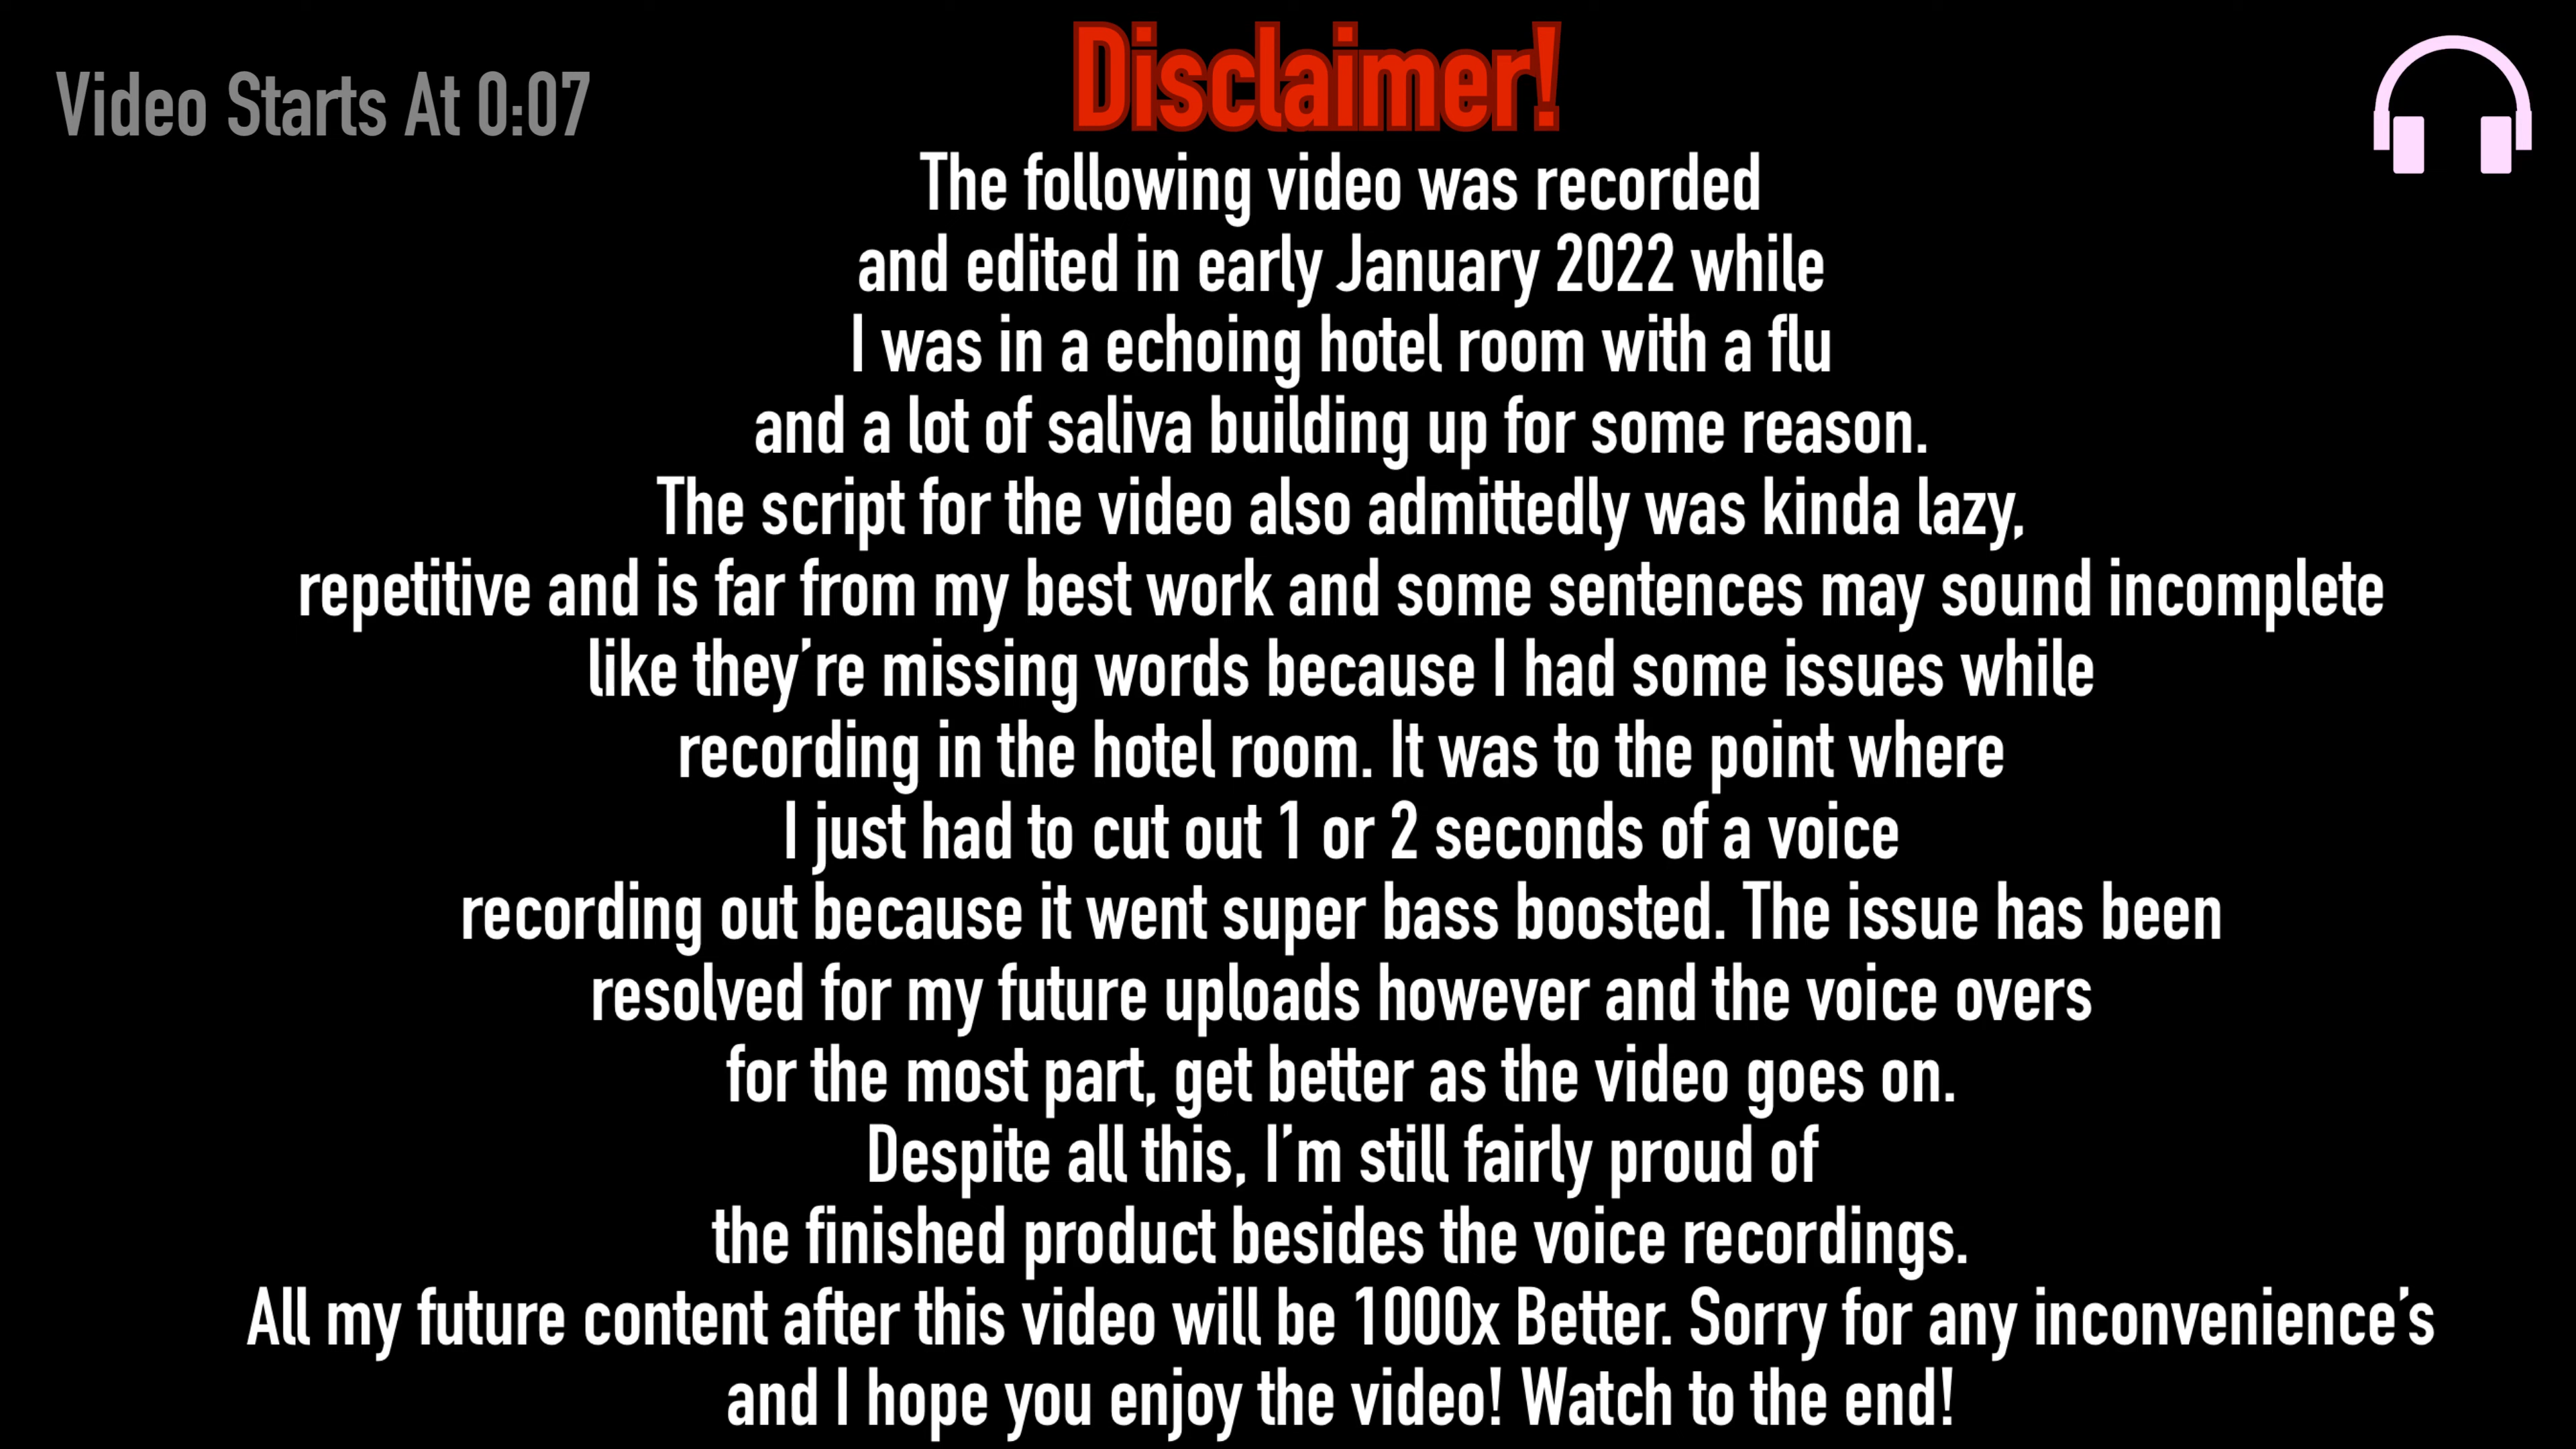 Video Starts At 0:07
Disclaimer!
The following video was recorded
and edited in early January 2022 while
I was in a echoing hotel room with a flu
and a lot of saliva building up for some reason.
The script for the video also admittedly was kinda lazy,
repetitive and is far from my best work and some sentences may sound incomplete
like they’re missing words because I had some issues while
recording in the hotel room. It was to the point where
I just had to cut out 1 or 2 seconds of a voice
recording out because it went super bass boosted. The issue has been
resolved for my future uploads however and the voice overs
for the most part, get better as the video goes on.
Despite all this, I’m still fairly proud of
the finished product besides the voice recordings.
All my future content after this video will be 1000x Better. Sorry for any inconvenience’s
and I hope you enjoy the video! Watch to the end!